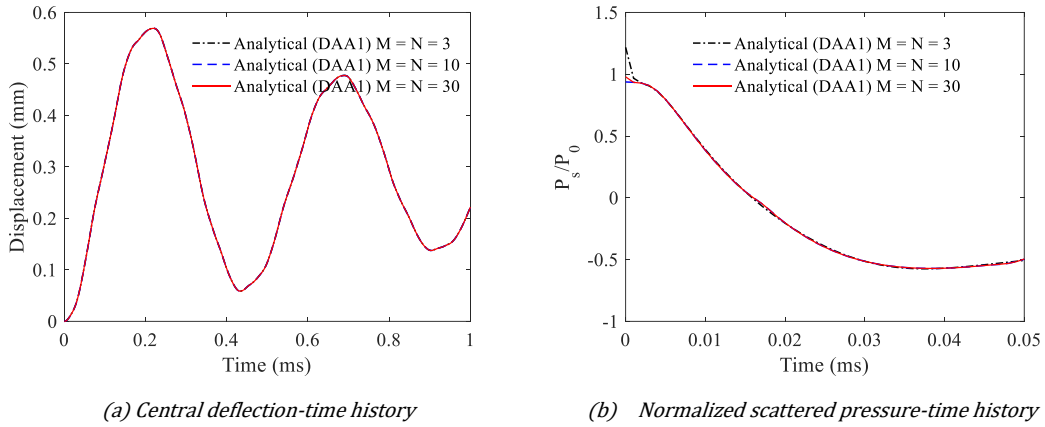 0.6
0.5
0.4
0.3
0.2
0.1
0
Displacement (mm)
Analytical (DAA1) M = N = 3
Analytical (DAA1) M = N = 10
Analytical (DAA1) M = N = 30
0 0.2 0.4 0.6 0.8 1
Time (ms)
(a) Central deflection-time history
1.5
1
0.5
0
-0.5
-1
P_s/P_0
Analytical (DAA1) M = N = 3
Analytical (DAA1) M = N = 10
Analytical (DAA1) M = N = 30
0 0.01 0.02 0.03 0.04 0.05
Time (ms)
(b) Normalized scattered pressure-time history